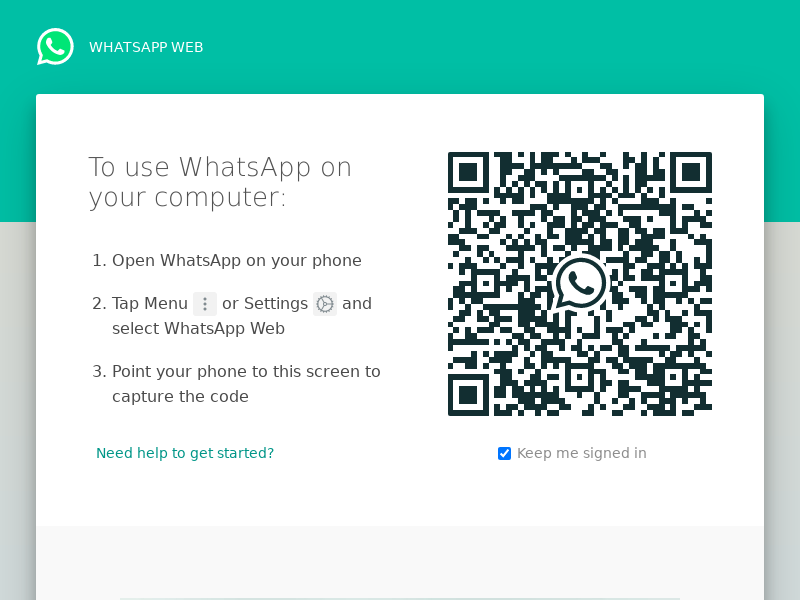 WHATSAPP WEB
To use WhatsApp on
your computer:
1. Open WhatsApp on your phone
2. Tap Menu or Settings and
select WhatsApp Web
3. Point your phone to this screen to
capture the code
Need help to get started?
Keep me signed in